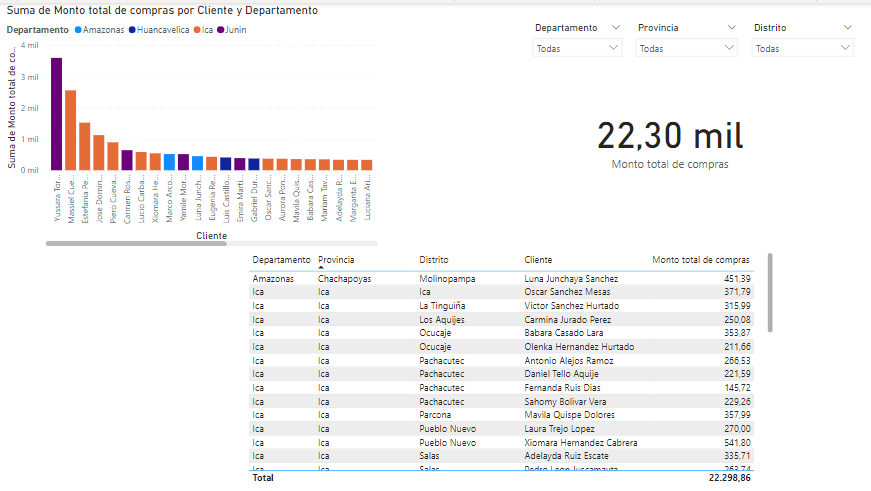 Suma de Monto total de compras por Cliente y Departamento
Departamento Amazonas Huancavelica Ica Junin
Suma de Monto total de co...
4 mil
3 mil
2 mil
1 mil
0 mil
Yussara Tor...
Massiel Cue...
Estefania Pe...
Jose Domin...
Piero Cueva...
Carmen Ros...
Lucio Carba...
Xiomara He...
Marco Arco...
Yamile Mor...
Luna Junch...
Eugenia Re...
Luis Castillo...
Emira Marti...
Gabriel Dur...
Oscar Sanc...
Aurora Pon...
Mavila Quis...
Babara Cas...
Mariam Tav...
Adelayda R...
Margarita E...
Luciana Ari...
Cliente
Departamento Provincia Distrito
Todas Todas Todas
22,30 mil
Monto total de compras
Departamento Provincia Distrito Cliente Monto total de compras
Amazonas Chachapoyas Molinopampa Luna Junchaya Sanchez 451,39
Ica Ica Ica Oscar Sanchez Mesas 371,79
Ica Ica La Tinguiña Victor Sanchez Hurtado 315,99
Ica Ica Los Aquijes Carmina Jurado Perez 250,08
Ica Ica Ocucaje Babara Casado Lara 353,87
Ica Ica Ocucaje Olenka Hernandez Hurtado 211,66
Ica Ica Pachacutec Antonio Alejos Ramoz 266,53
Ica Ica Pachacutec Daniel Tello Aquije 221,59
Ica Ica Pachacutec Fernanda Ruis Dias 145,72
Ica Ica Pachacutec Sahomy Bolivar Vera 229,26
Ica Ica Parcona Mavila Quispe Dolores 357,99
Ica Ica Pueblo Nuevo Laura Trejo Lopez 270,00
Ica Ica Pueblo Nuevo Xiomara Hernandez Cabrera 541,80
Ica Ica Salas Adelayda Ruiz Escate 335,71
Ica Ica Salas Pedro Leon Juscamayta 263,74
Total 22.298,86